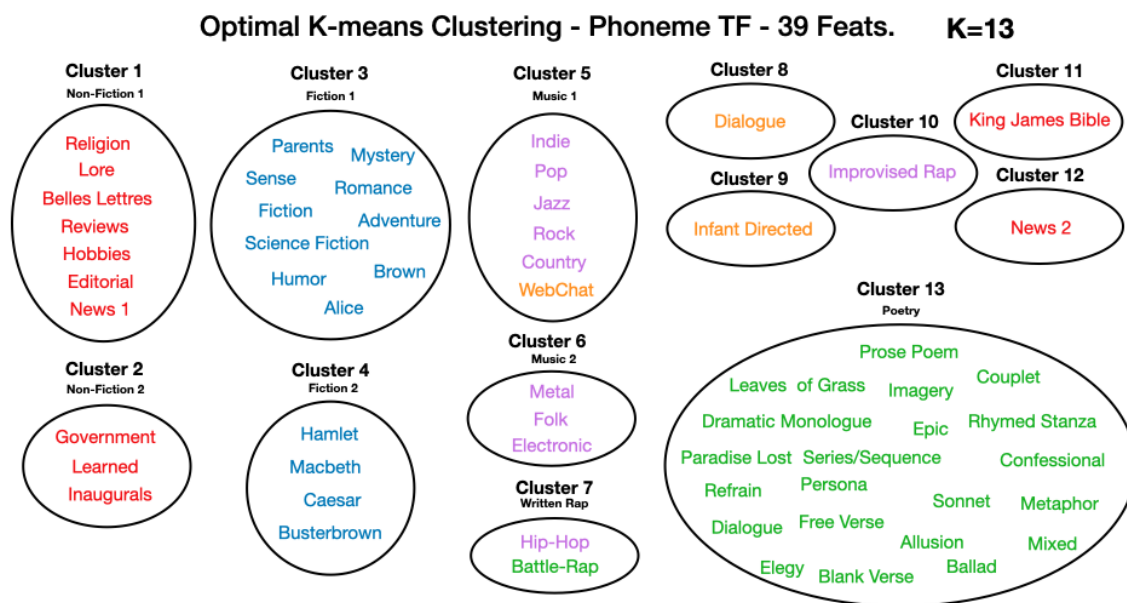 Optimal K-means Clustering - Phoneme TF - 39 Feats. K=13
Cluster 1
Non-Fiction 1
Religion
Lore
Belles Lettres
Reviews
Hobbies
Editorial
News 1
Cluster 2
Non-Fiction 2
Government
Learned
Inaugurals
Cluster 3
Fiction 1
Parents
Mystery
Sense
Romance
Fiction
Adventure
Science Fiction
Humor
Brown
Alice
Cluster 4
Fiction 2
Hamlet
Macbeth
Caesar
Busterbrown
Cluster 5
Music 1
Indie
Pop
Jazz
Rock
Country
WebChat
Cluster 6
Music 2
Metal
Folk
Electronic
Cluster 7
Written Rap
Hip-Hop
Battle-Rap
Cluster 8
Dialogue
Cluster 9
Infant Directed
Cluster 10
Improvised Rap
Cluster 11
King James Bible
Cluster 12
News 2
Cluster 13
Poetry
Prose Poem
Leaves of Grass
Imagery
Couplet
Dramatic Monologue
Epic
Rhymed Stanza
Paradise Lost
Series/Sequence
Confessional
Refrain
Persona
Sonnet
Metaphor
Dialogue
Free Verse
Allusion
Mixed
Elegy
Blank Verse
Ballad